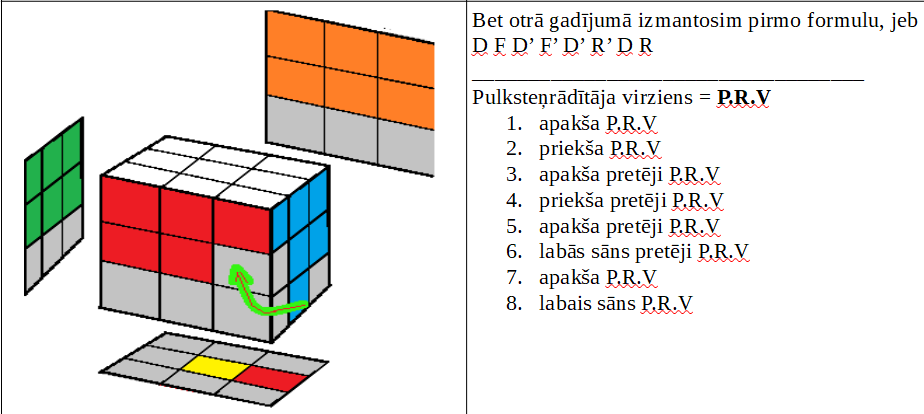 Bet otrā gadījumā izmantosim pirmo formulu, jeb
D F D’ F’ D’ R’ D R
Pulksteņrādītāja virziens = P.R.V
1. apakša P.R.V
2. priekša P.R.V
3. apakša pretēji P.R.V
4. priekša pretēji P.R.V
5. apakša pretēji P.R.V
6. labās sāns pretēji P.R.V
7. apakša P.R.V
8. labais sāns P.R.V